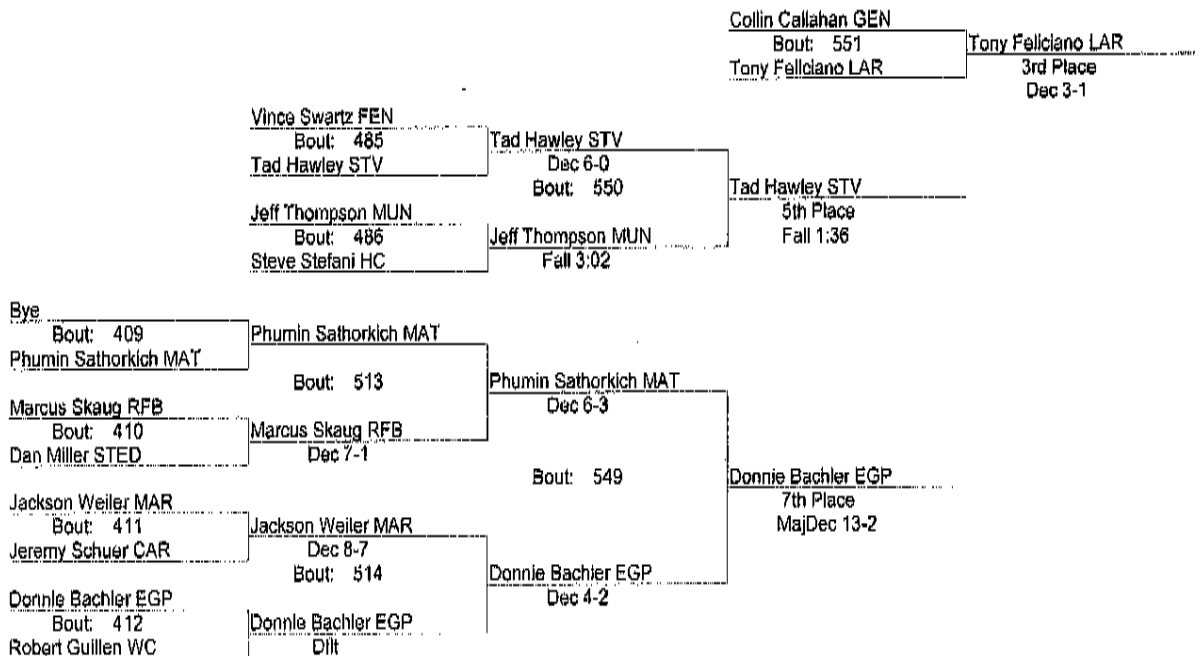 Collin Callahan GEN
Bout: 551
Tony Feliciano LAR
Tony Feliciano LAR
3rd Place
Dec 3-1
Vince Swartz FEN
Bout: 485
Tad Hawley STV
Tad Hawley STV
Dec 6-0
Bout: 550
Jeff Thompson MUN
Bout: 486
Steve Stefani HC
Jeff Thompson MUN
Fall 3:02
Tad Hawley STV
5th Place
Fall 1:36
Bye
Bout: 409
Phumin Sathorkich MAT
Phumin Sathorkich MAT
Bout: 513
Marcus Skaug RFB
Bout: 410
Dan Miller STED
Marcus Skaug RFB
Dec 7-1
Phumin Sathorkich MAT
Dec 6-3
Bout: 549
Jackson Weiler MAR
Bout: 411
Jeremy Schuer CAR
Jackson Weiler MAR
Dec 8-7
Bout: 514
Donnie Bachler EGP
Bout: 412
Robert Guillen WC
Donnie Bachler EGP
Dflt
Donnie Bachler EGP
Dec 4-2
Donnie Bachler EGP
7th Place
MajDec 13-2